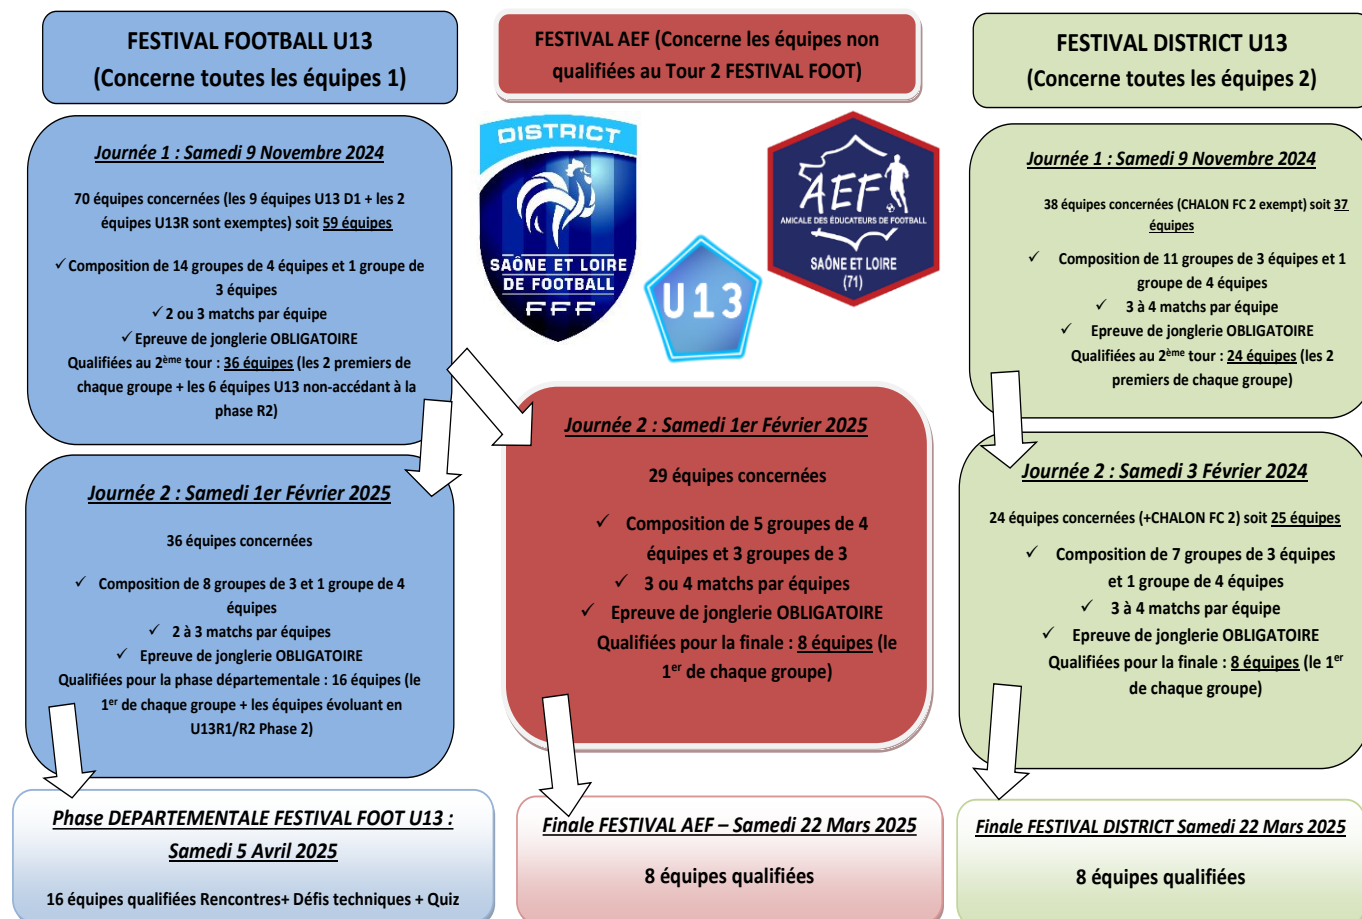 FESTIVAL FOOTBALL U13
(Concerne toutes les équipes 1)
Journée 1 : Samedi 9 Novembre 2024
70 équipes concernées (les 9 équipes U13 D1 + les 2
équipes U13R sont exemptes) soit 59 équipes
✓Composition de 14 groupes de 4 équipes et 1 groupe de
3 équipes
✓2 ou 3 matchs par équipe
✓Epreuve de jonglerie OBLIGATOIRE
Qualifiées au 2ème tour : 36 équipes (les 2 premiers de
chaque groupe + les 6 équipes U13 non-accédant à la
phase R2)
Journée 2 : Samedi 1er Février 2025
36 équipes concernées
✓ Composition de 8 groupes de 3 et 1 groupe de 4
équipes
✓ 2 à 3 matchs par équipes
✓ Epreuve de jonglerie OBLIGATOIRE
Qualifiées pour la phase départementale : 16 équipes (le
1er de chaque groupe + les équipes évoluant en
U13R1/R2 Phase 2)
Phase DEPARTEMENTALE FESTIVAL FOOT U13 :
Samedi 5 Avril 2025
16 équipes qualifiées Rencontres+ Défis techniques + Quiz
FESTIVAL AEF (Concerne les équipes non
qualifiées au Tour 2 FESTIVAL FOOT)
DISTRICT
SAÔNE ET LOIRE
DE FOOTBALL
FFF
U13
AEF
AMICALE DES ÉDUCATEURS DE FOOTBALL
SAÔNE ET LOIRE
(71)
Journée 2 : Samedi 1er Février 2025
29 équipes concernées
✓ Composition de 5 groupes de 4
équipes et 3 groupes de 3
✓ 3 ou 4 matchs par équipes
✓ Epreuve de jonglerie OBLIGATOIRE
Qualifiées pour la finale : 8 équipes (le
1er de chaque groupe)
Finale FESTIVAL AEF – Samedi 22 Mars 2025
8 équipes qualifiées
FESTIVAL DISTRICT U13
(Concerne toutes les équipes 2)
Journée 1 : Samedi 9 Novembre 2024
38 équipes concernées (CHALON FC 2 exempt) soit 37
équipes
✓ Composition de 11 groupes de 3 équipes et 1
groupe de 4 équipes
✓ 3 à 4 matchs par équipe
✓ Epreuve de jonglerie OBLIGATOIRE
Qualifiées au 2ème tour : 24 équipes (les 2
premiers de chaque groupe)
Journée 2 : Samedi 3 Février 2024
24 équipes concernées (+CHALON FC 2) soit 25 équipes
✓ Composition de 7 groupes de 3 équipes
et 1 groupe de 4 équipes
✓ 3 à 4 matchs par équipe
✓ Epreuve de jonglerie OBLIGATOIRE
Qualifiées pour la finale : 8 équipes (le 1er
de chaque groupe)
Finale FESTIVAL DISTRICT Samedi 22 Mars 2025
8 équipes qualifiées